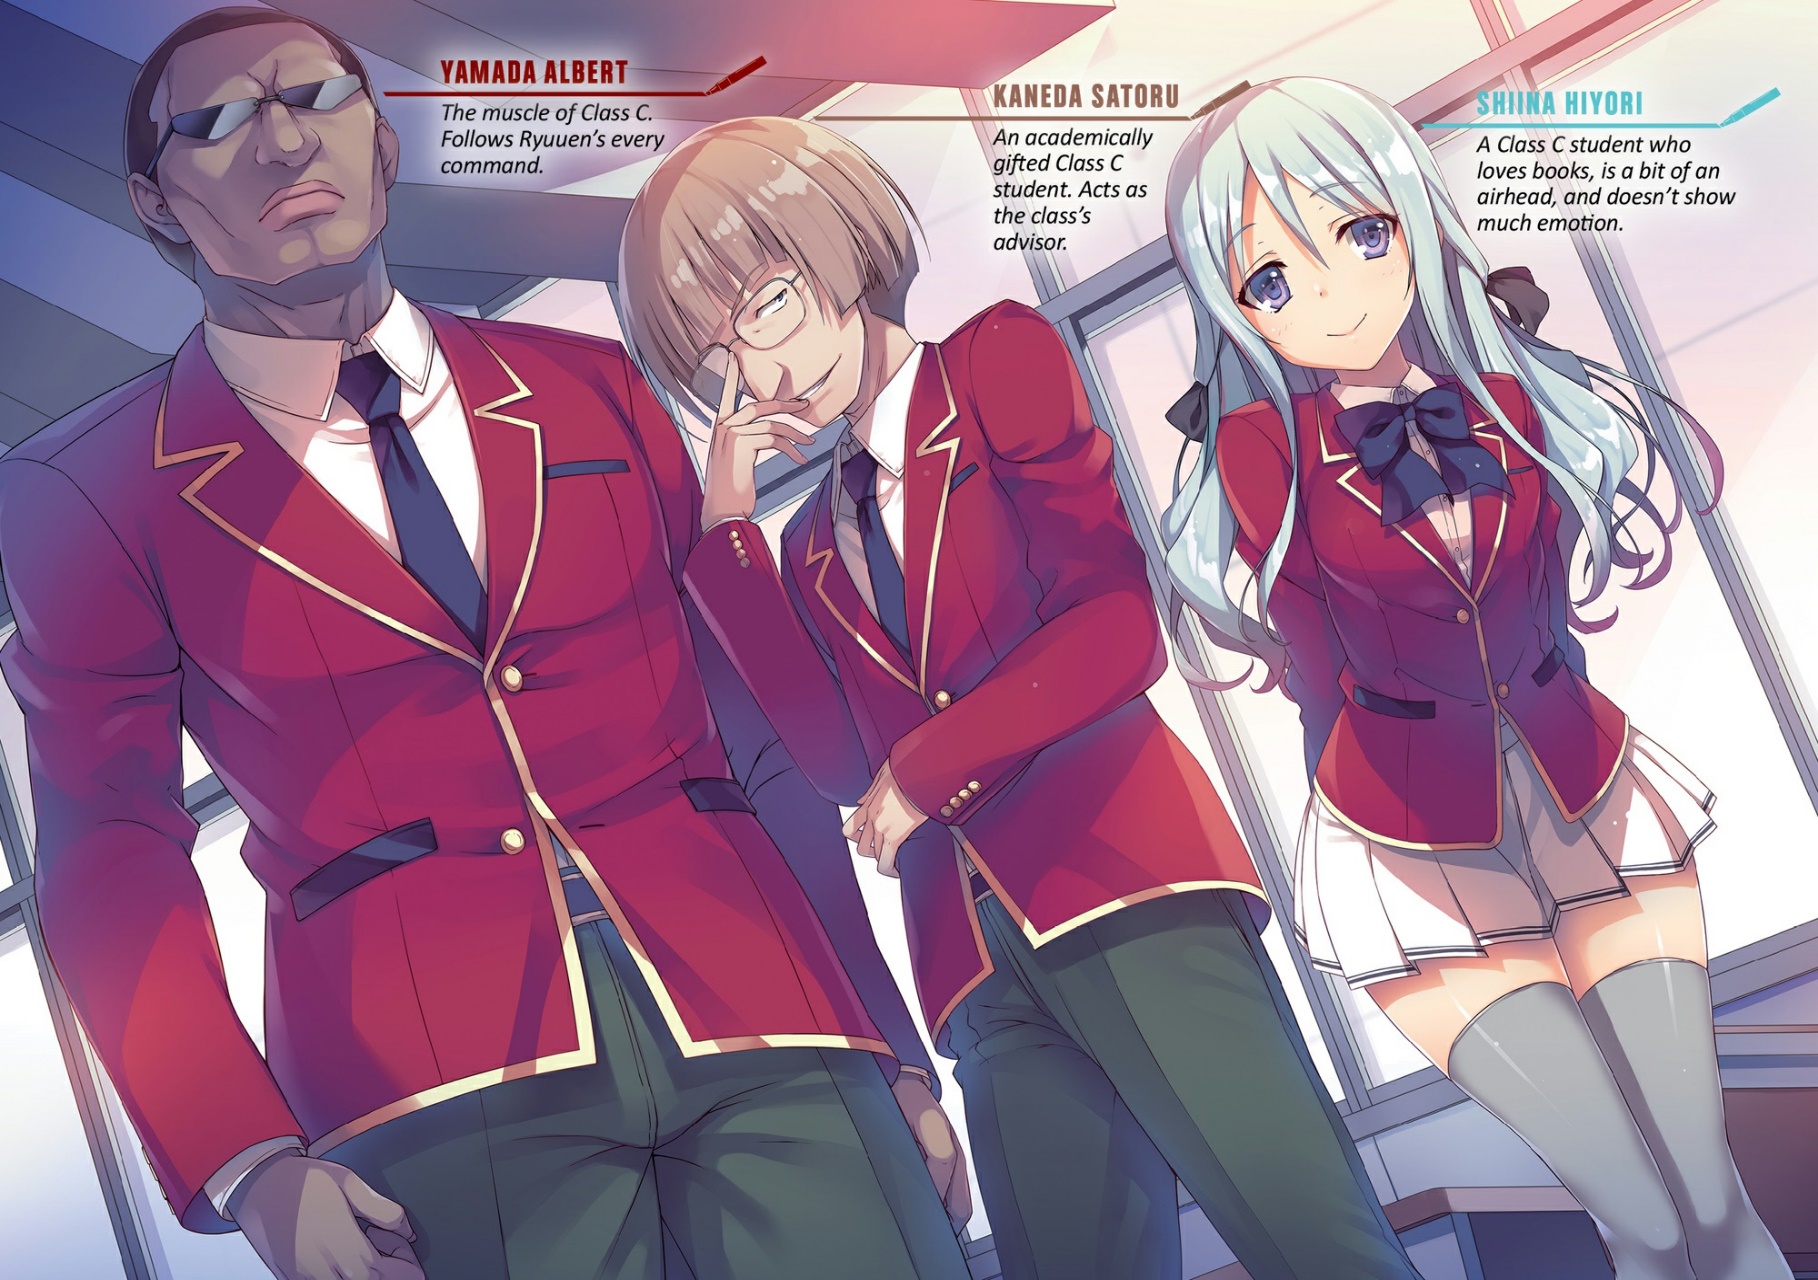 YAMADA ALBERT
The muscle of Class C.
Follows Ryuuen's every
command.
KANEDA SATORU
An academically
gifted Class C
student. Acts as
the class's
advisor.
SHIINA HIYORI
A Class C student who
loves books, is a bit of an
airhead, and doesn't show
much emotion.